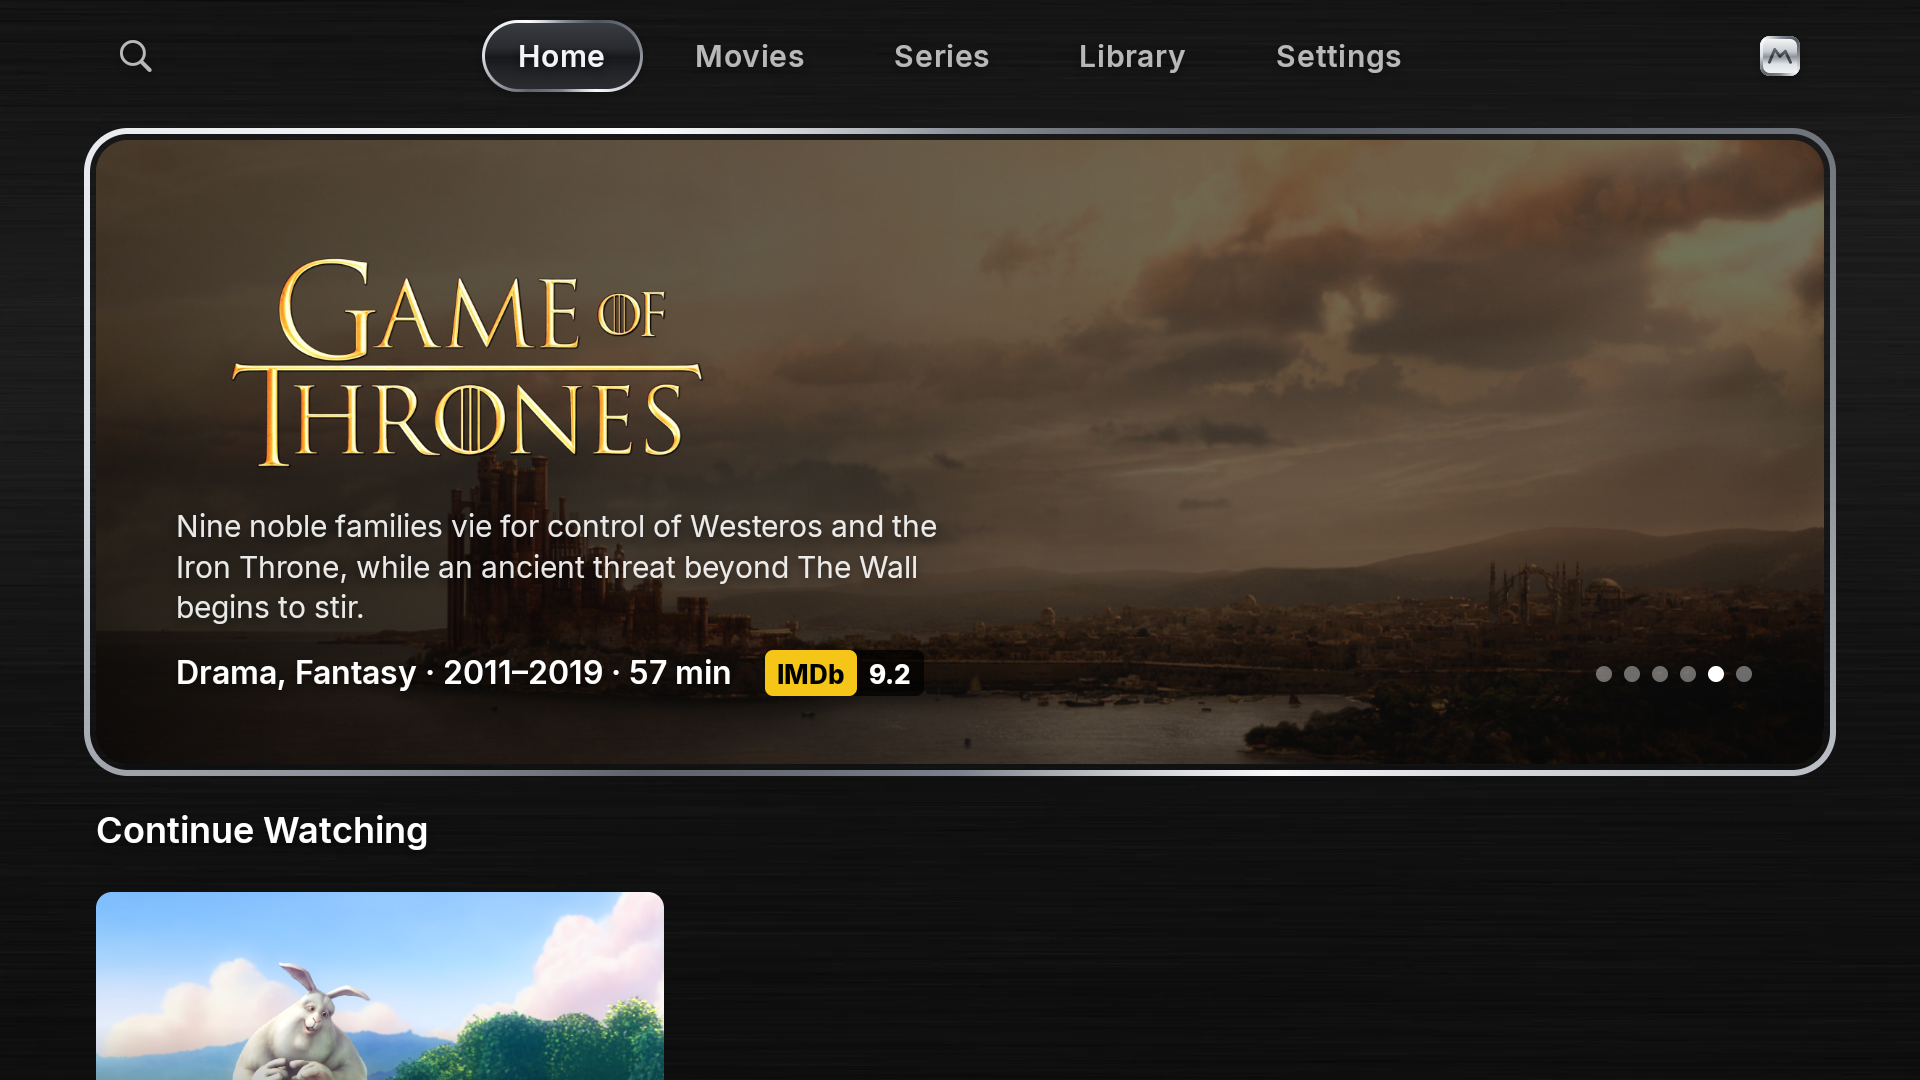 Home
Movies
Series
Library
Settings
GAME OF
THRONES
Nine noble families vie for control of Westeros and the
Iron Throne, while an ancient threat beyond The Wall
begins to stir.
Drama, Fantasy · 2011–2019 · 57 min
IMDb 9.2
Continue Watching